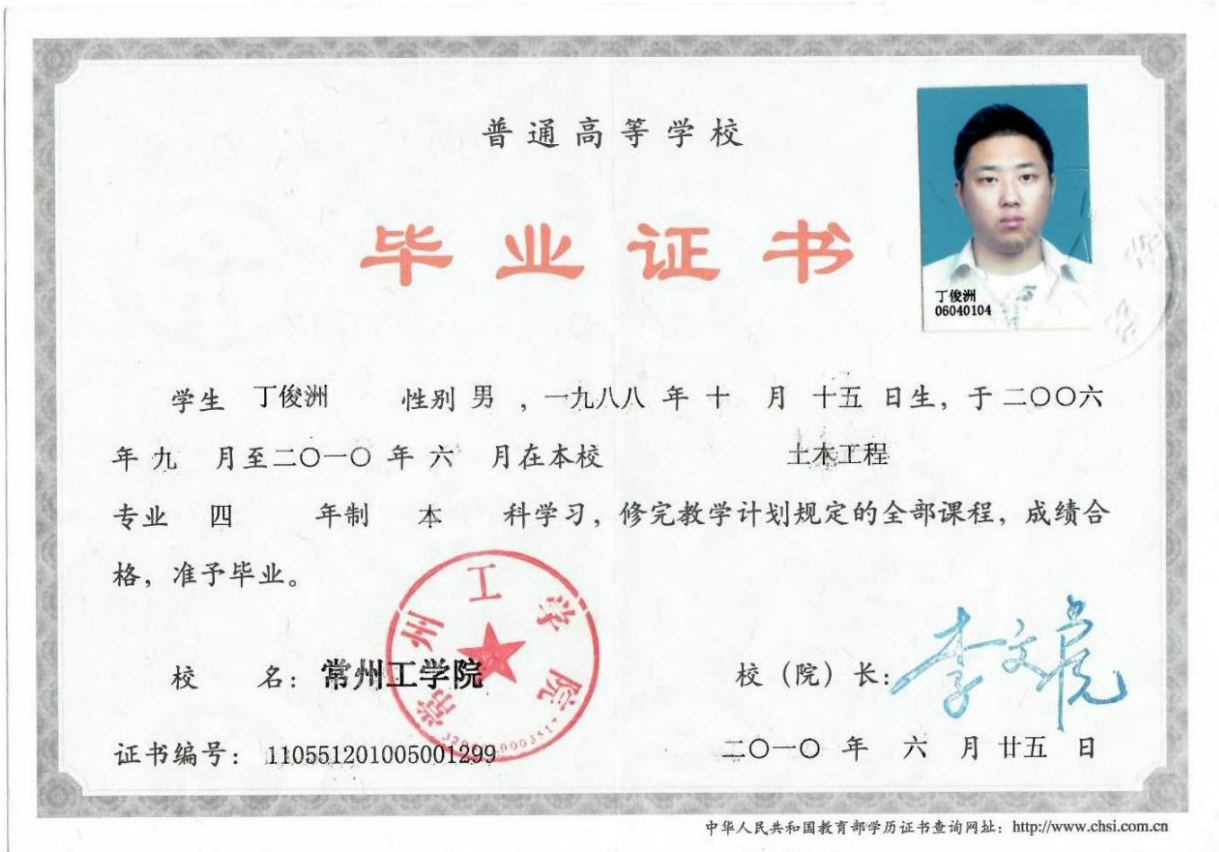 普通高等学校
毕业证书
丁俊洲
06040104
学生 丁俊洲 性别 男 ，一九八八 年 十 月 十五 日生，于 二〇〇六
年 九 月至二〇一〇 年 六 月在本校 土木工程
专业 四 年制 本 科学习，修完教学计划规定的全部课程，成绩合
格，准予毕业。
校 名：常州工学院
常州工学院
校（院）长：
证书编号：110551201005001299
二〇一〇 年 六 月 廿五 日
中华人民共和国教育部学历证书查询网址：http://www.chsi.com.cn